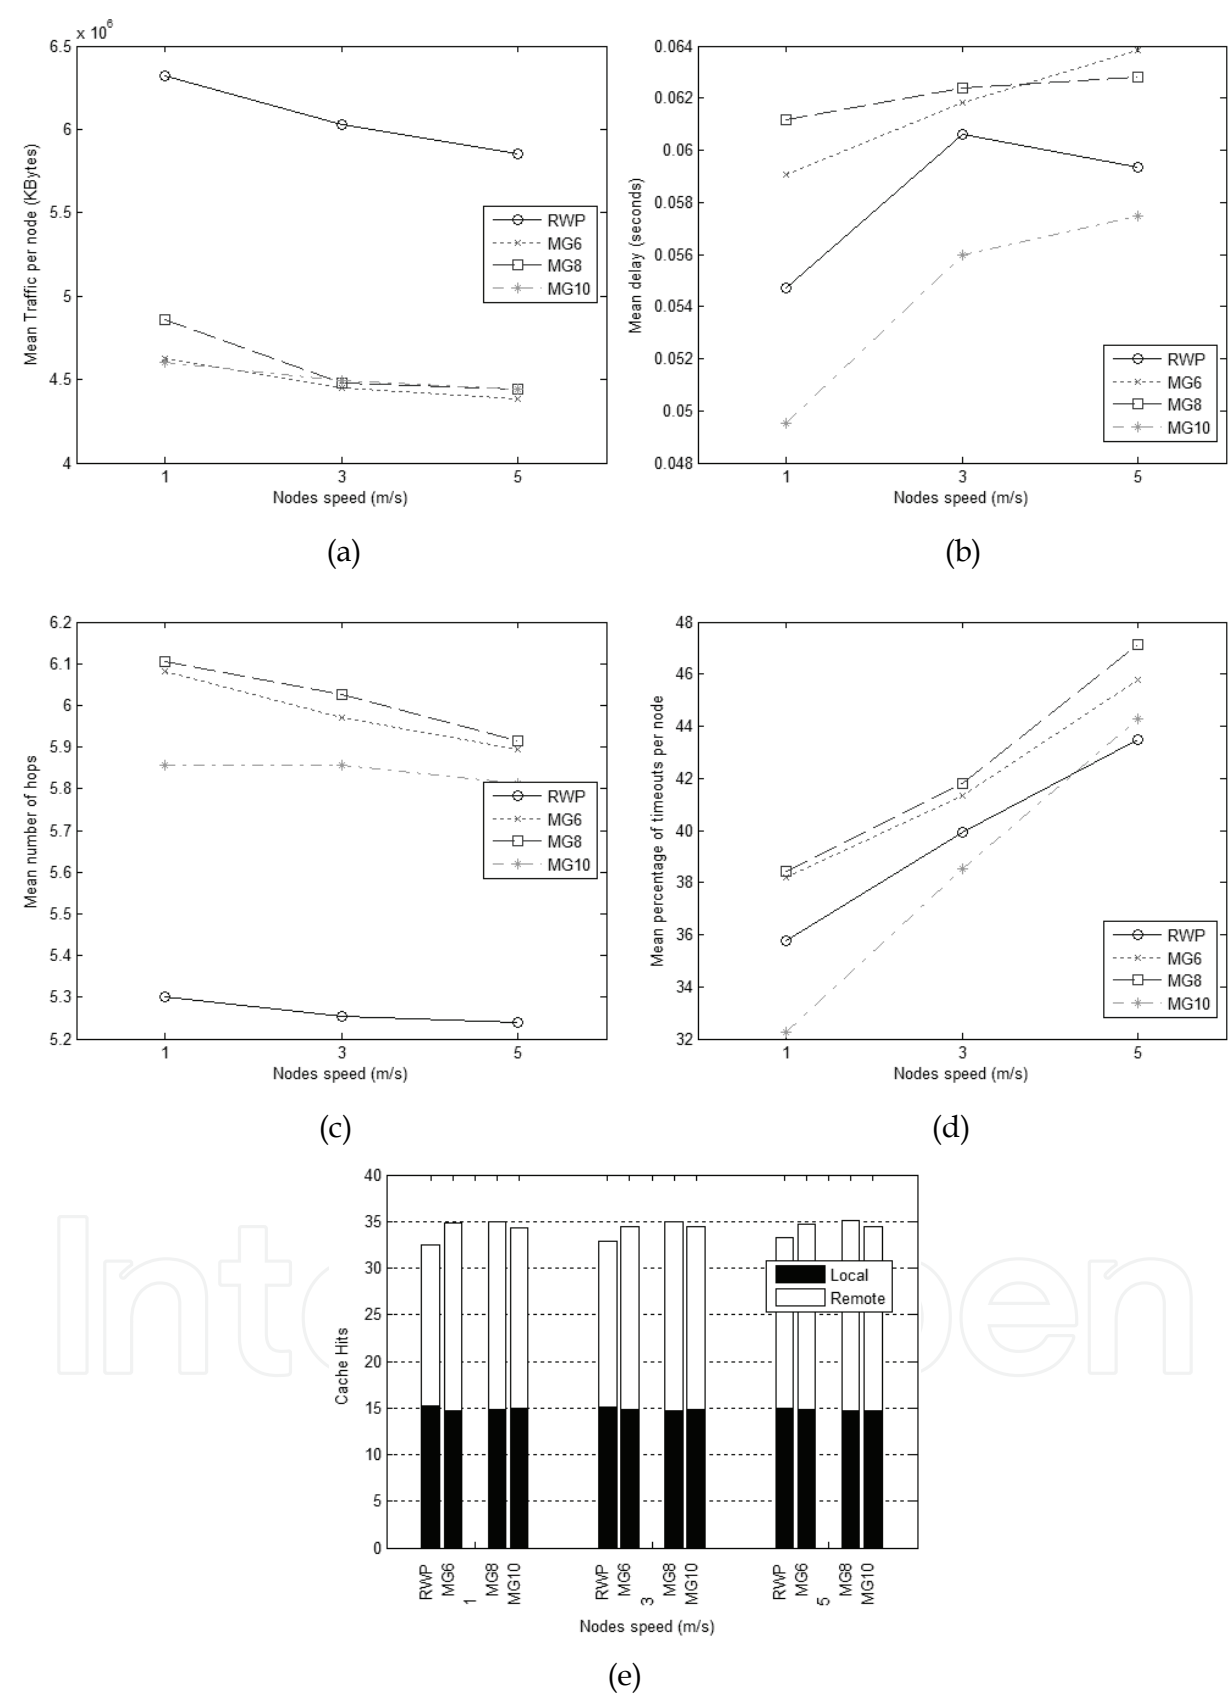 x 10^6
6.5
6
5.5
5
4.5
4
1 3 5
Mean Traffic per node (KBytes)
Nodes speed (m/s)
RWP
MG6
MG8
MG10
(a)
0.064
0.062
0.06
0.058
0.056
0.054
0.052
0.05
0.048
1 3 5
Mean delay (seconds)
Nodes speed (m/s)
RWP
MG6
MG8
MG10
(b)
6.2
6.1
6
5.9
5.8
5.7
5.6
5.5
5.4
5.3
5.2
1 3 5
Mean number of hops
Nodes speed (m/s)
RWP
MG6
MG8
MG10
(c)
48
46
44
42
40
38
36
34
32
1 3 5
Mean percentage of timeouts per node
Nodes speed (m/s)
RWP
MG6
MG8
MG10
(d)
40
35
30
25
20
15
10
5
0
Cache Hits
Local
Remote
RWP MG6 1 MG8 MG10 RWP MG6 3 MG8 MG10 RWP MG6 5 MG8 MG10
Nodes speed (m/s)
(e)